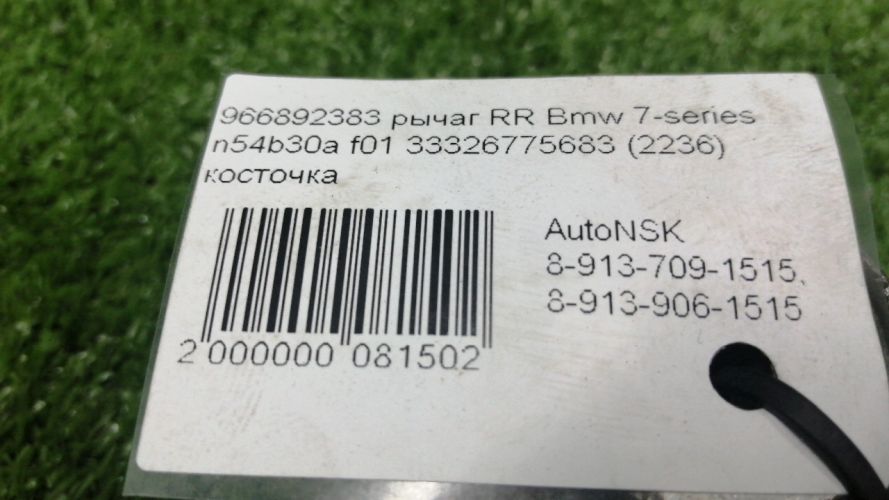 966892383 рычаг RR Bmw 7-series
n54b30a f01 33326775683 (2236)
косточка
AutoNSK
8-913-709-1515,
8-913-906-1515
2 000000 081502